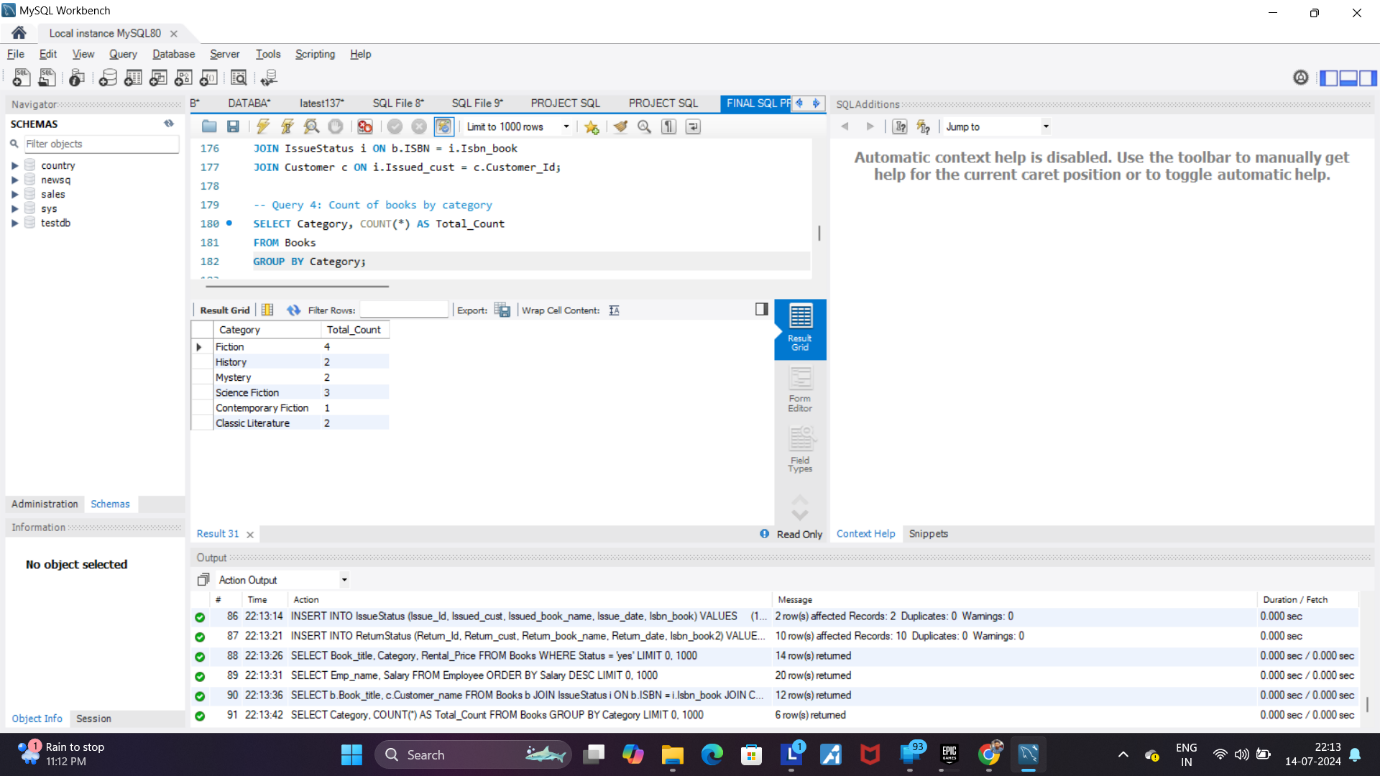 MySQL Workbench
Local instance MySQL80
File Edit View Query Database Server Tools Scripting Help
Navigator
SCHEMAS
Filter objects
country
newsq
sales
sys
testdb
Administration Schemas
Information
No object selected
Object Info Session
B* DATABA* latest137* SQL File 8* SQL File 9* PROJECT SQL PROJECT SQL FINAL SQL PR
Limit to 1000 rows
176 JOIN IssueStatus i ON b.ISBN = i.Isbn_book
177 JOIN Customer c ON i.Issued_cust = c.Customer_Id;
178
179 -- Query 4: Count of books by category
180 SELECT Category, COUNT(*) AS Total_Count
181 FROM Books
182 GROUP BY Category;
Result Grid Filter Rows: Export: Wrap Cell Content:
Category Total_Count
Fiction 4
History 2
Mystery 2
Science Fiction 3
Contemporary Fiction 1
Classic Literature 2
Result Grid
Form Editor
Field Types
Result 31
Read Only
SQLAdditions
Jump to
Automatic context help is disabled. Use the toolbar to manually get
help for the current caret position or to toggle automatic help.
Context Help Snippets
Output
Action Output
# Time Action Message Duration / Fetch
86 22:13:14 INSERT INTO IssueStatus (Issue_Id, Issued_cust, Issued_book_name, Issue_date, Isbn_book) VALUES (1... 2 row(s) affected Records: 2 Duplicates: 0 Warnings: 0 0.000 sec
87 22:13:21 INSERT INTO ReturnStatus (Return_Id, Return_cust, Return_book_name, Return_date, Isbn_book2) VALUE... 10 row(s) affected Records: 10 Duplicates: 0 Warnings: 0 0.000 sec
88 22:13:26 SELECT Book_title, Category, Rental_Price FROM Books WHERE Status = 'yes' LIMIT 0, 1000 14 row(s) returned 0.000 sec / 0.000 sec
89 22:13:31 SELECT Emp_name, Salary FROM Employee ORDER BY Salary DESC LIMIT 0, 1000 20 row(s) returned 0.000 sec / 0.000 sec
90 22:13:36 SELECT b.Book_title, c.Customer_name FROM Books b JOIN IssueStatus i ON b.ISBN = i.Isbn_book JOIN C... 12 row(s) returned 0.000 sec / 0.000 sec
91 22:13:42 SELECT Category, COUNT(*) AS Total_Count FROM Books GROUP BY Category LIMIT 0, 1000 6 row(s) returned 0.000 sec / 0.000 sec
1 Rain to stop
11:12 PM
Search
L 1
93
EPIC GAMES
ENG
IN
22:13
14-07-2024